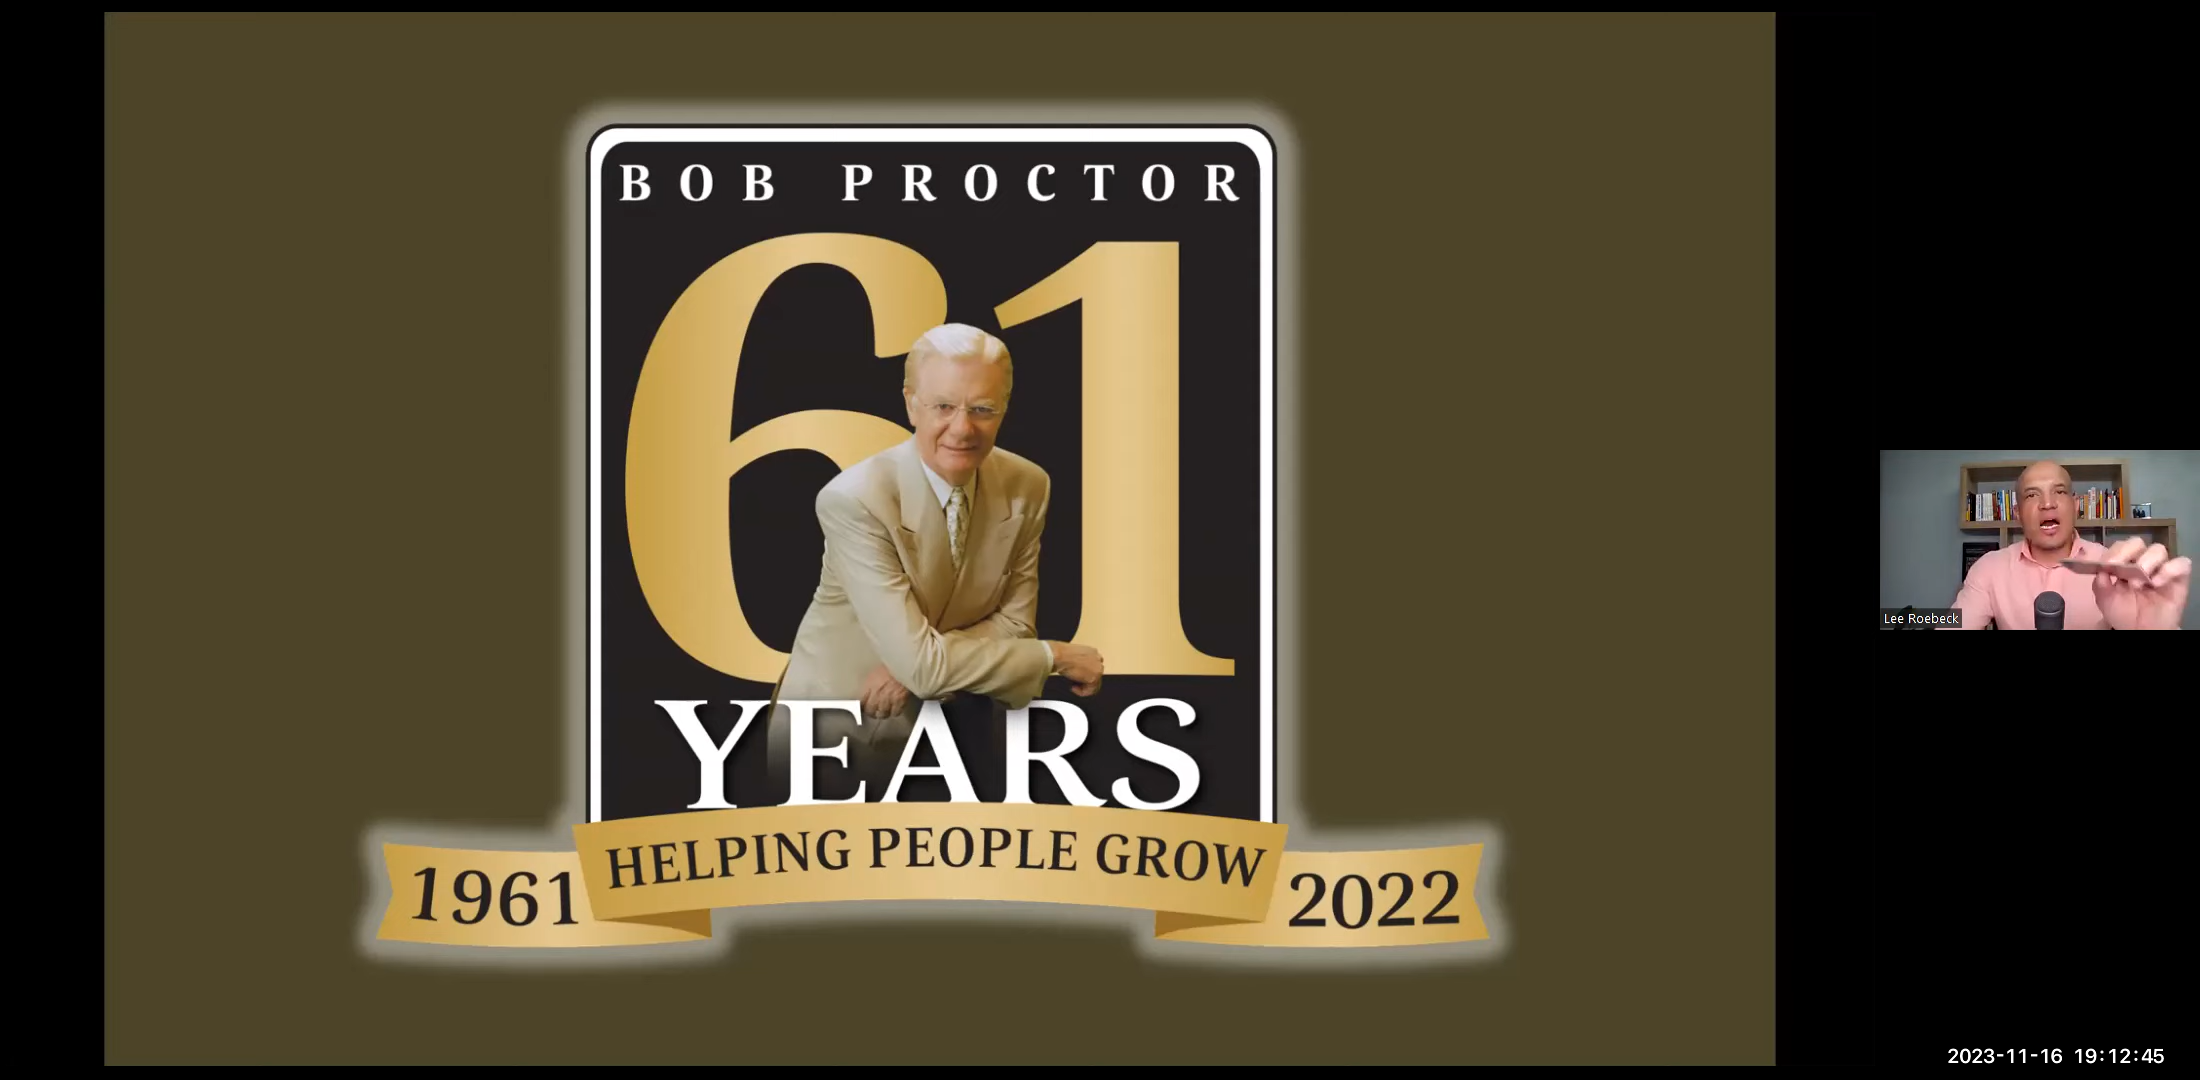 BOB PROCTOR
61
YEARS
HELPING PEOPLE GROW
1961
2022
Lee Roebeck
2023-11-16 19:12:45